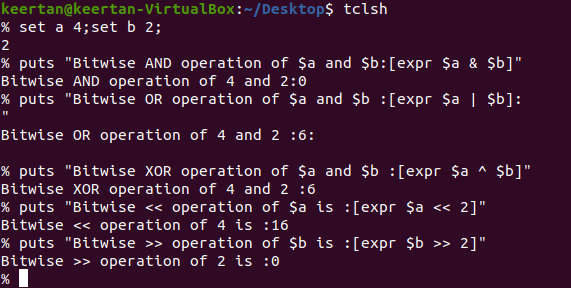 keertan@keertan-VirtualBox:~/Desktop$ tclsh
% set a 4;set b 2;
2
% puts "Bitwise AND operation of $a and $b:[expr $a & $b]"
Bitwise AND operation of 4 and 2:0
% puts "Bitwise OR operation of $a and $b :[expr $a | $b]:
"
Bitwise OR operation of 4 and 2 :6:
% puts "Bitwise XOR operation of $a and $b :[expr $a ^ $b]"
Bitwise XOR operation of 4 and 2 :6
% puts "Bitwise << operation of $a is :[expr $a << 2]"
Bitwise << operation of 4 is :16
% puts "Bitwise >> operation of $b is :[expr $b >> 2]"
Bitwise >> operation of 2 is :0
%